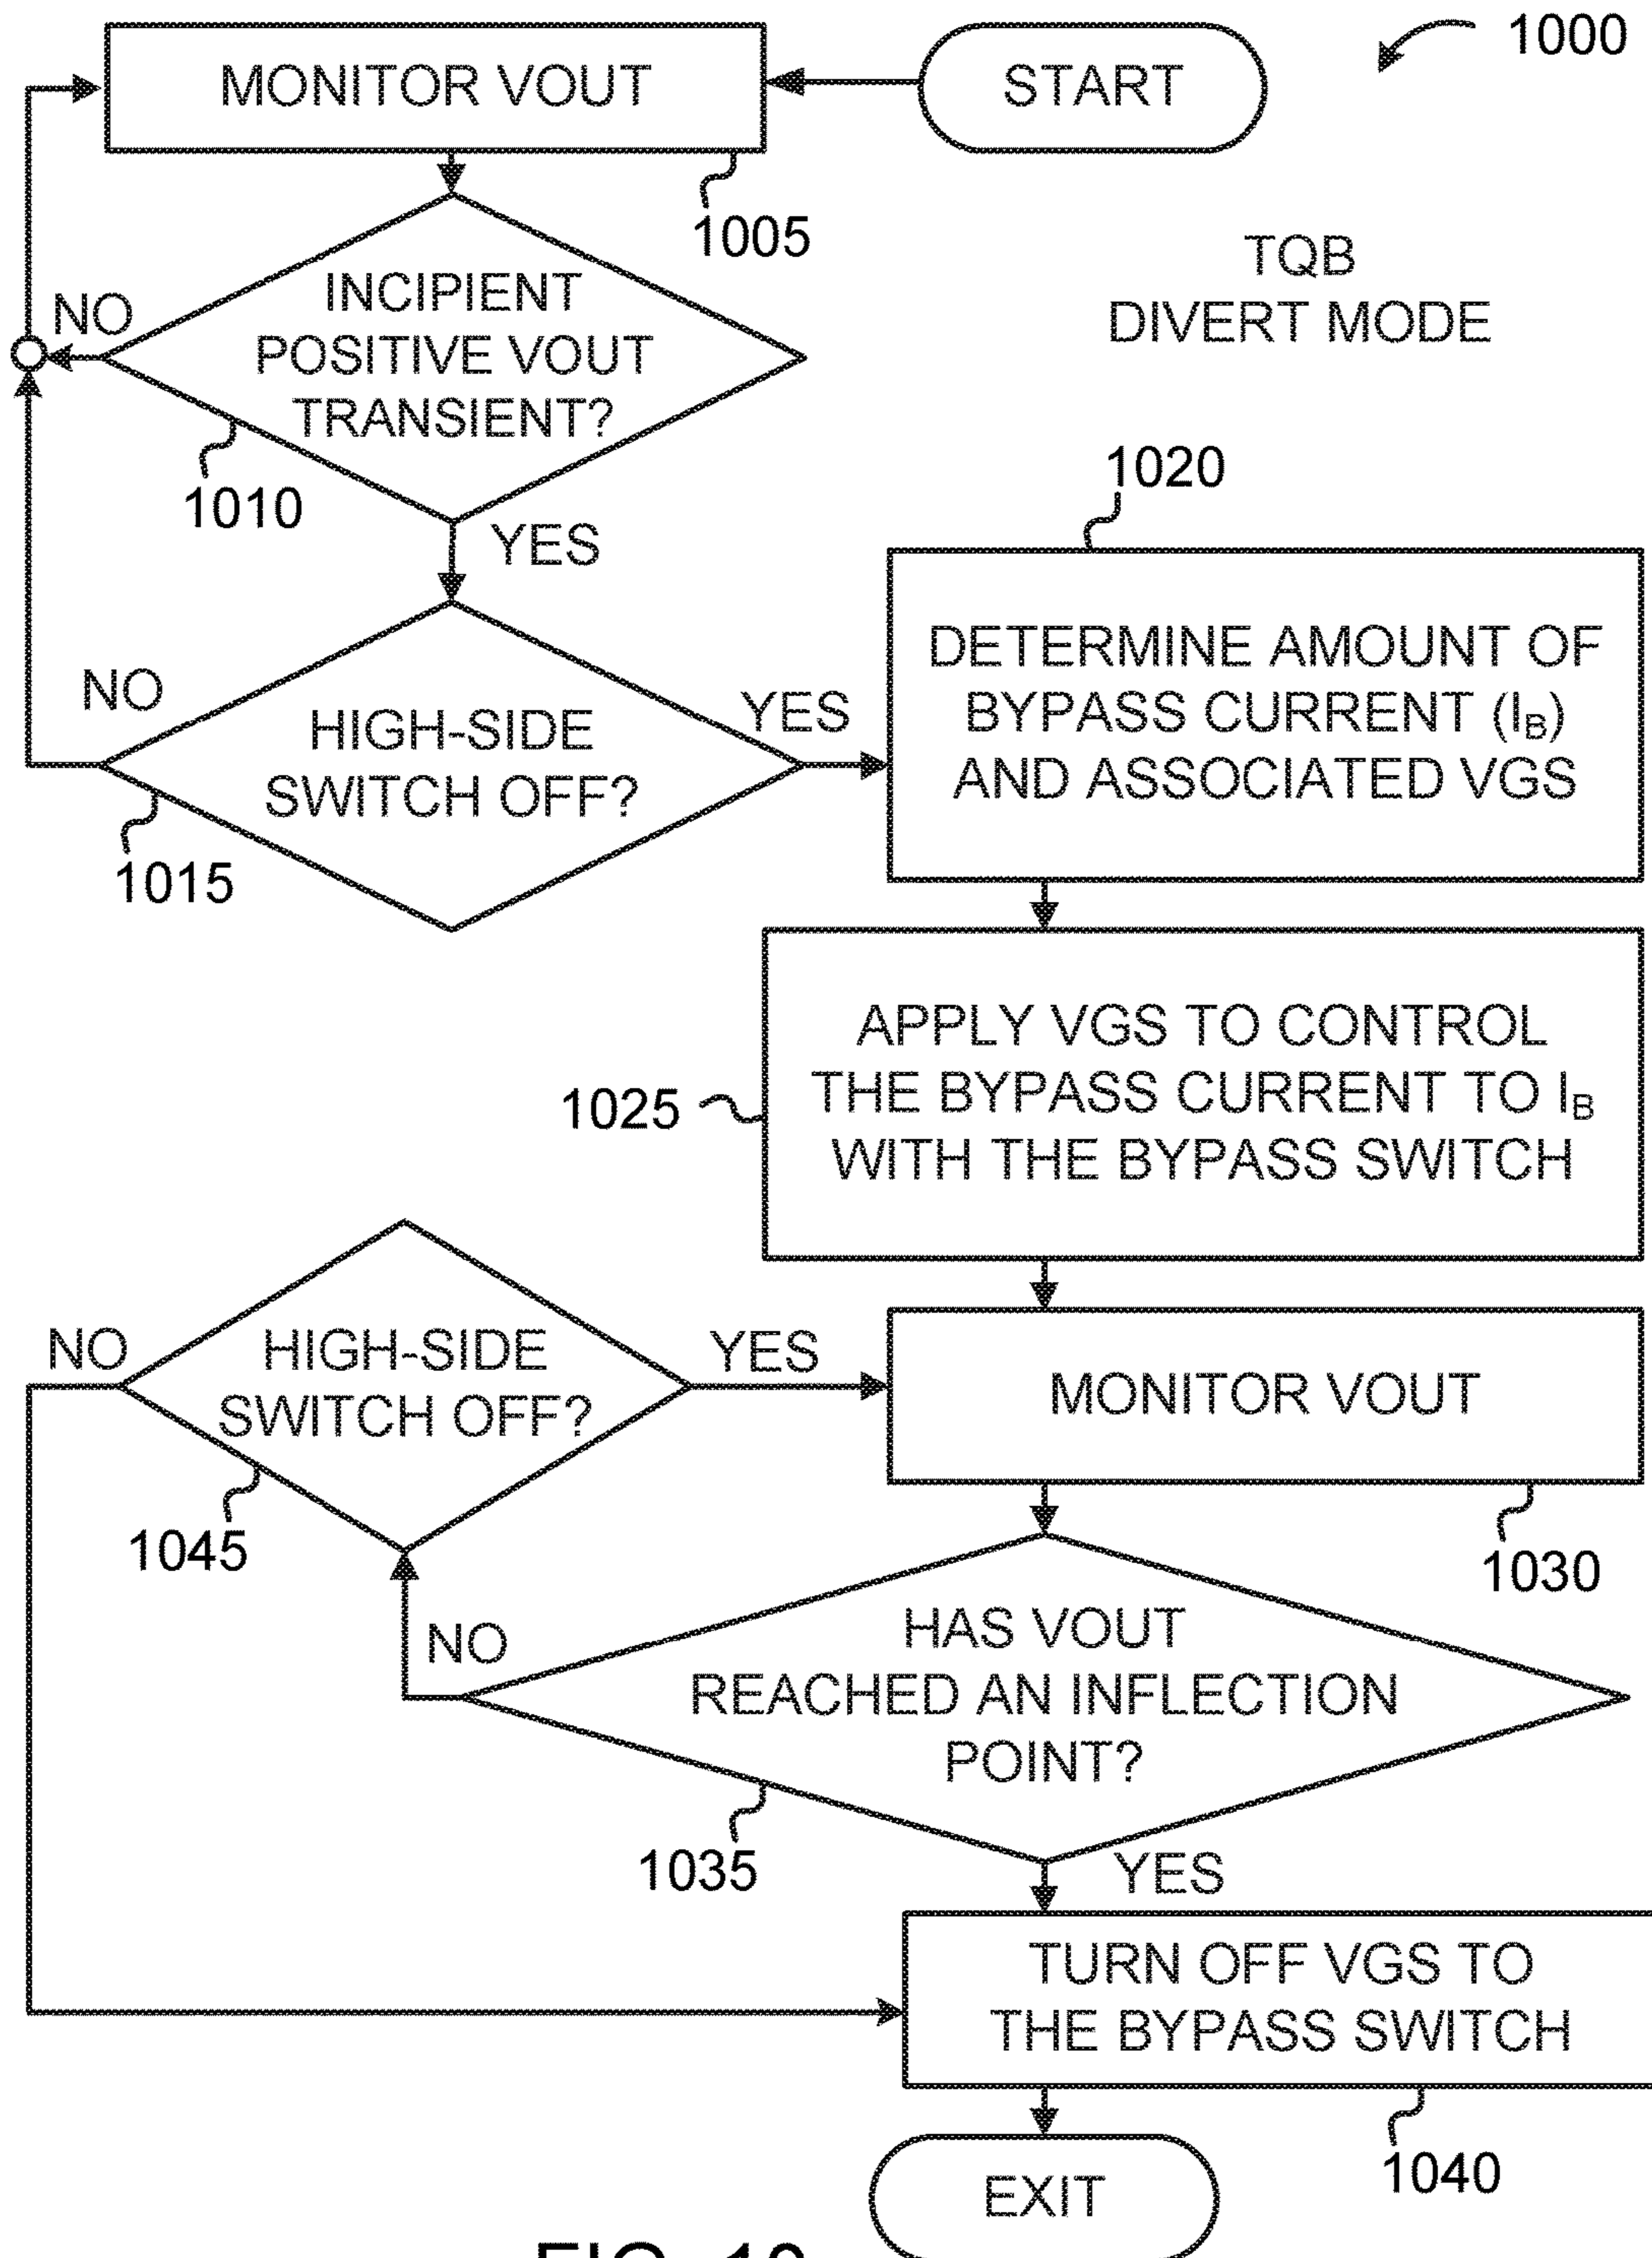 1000
START
MONITOR VOUT
1005
TQB
DIVERT MODE
INCIPIENT
POSITIVE VOUT
TRANSIENT?
NO
1010
YES
HIGH-SIDE
SWITCH OFF?
NO
YES
1015
1020
DETERMINE AMOUNT OF
BYPASS CURRENT (IB)
AND ASSOCIATED VGS
APPLY VGS TO CONTROL
THE BYPASS CURRENT TO IB
WITH THE BYPASS SWITCH
1025
MONITOR VOUT
1030
HIGH-SIDE
SWITCH OFF?
NO
YES
1045
HAS VOUT
REACHED AN INFLECTION
POINT?
NO
1035
YES
TURN OFF VGS TO
THE BYPASS SWITCH
1040
EXIT
FIG. 10